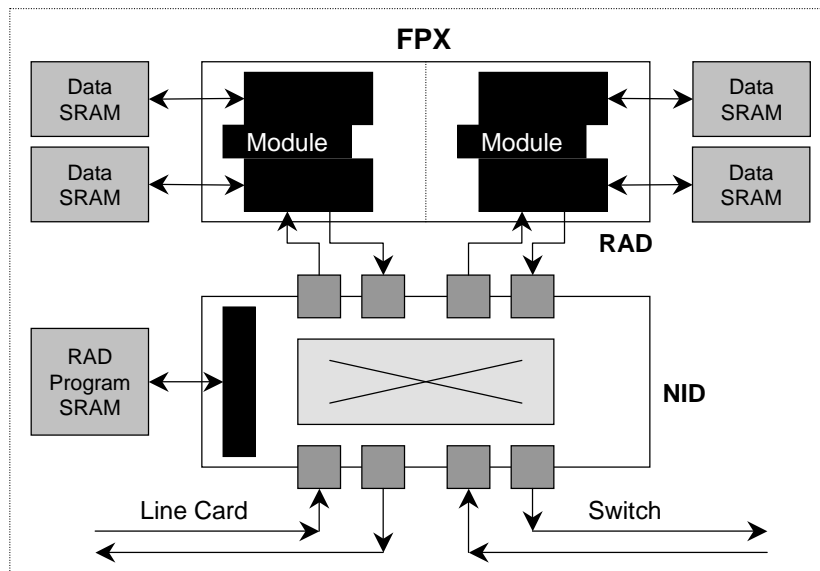 FPX
Data
SRAM
Data
SRAM
Module
Module
Data
SRAM
Data
SRAM
RAD
RAD
Program
SRAM
NID
Line Card
Switch